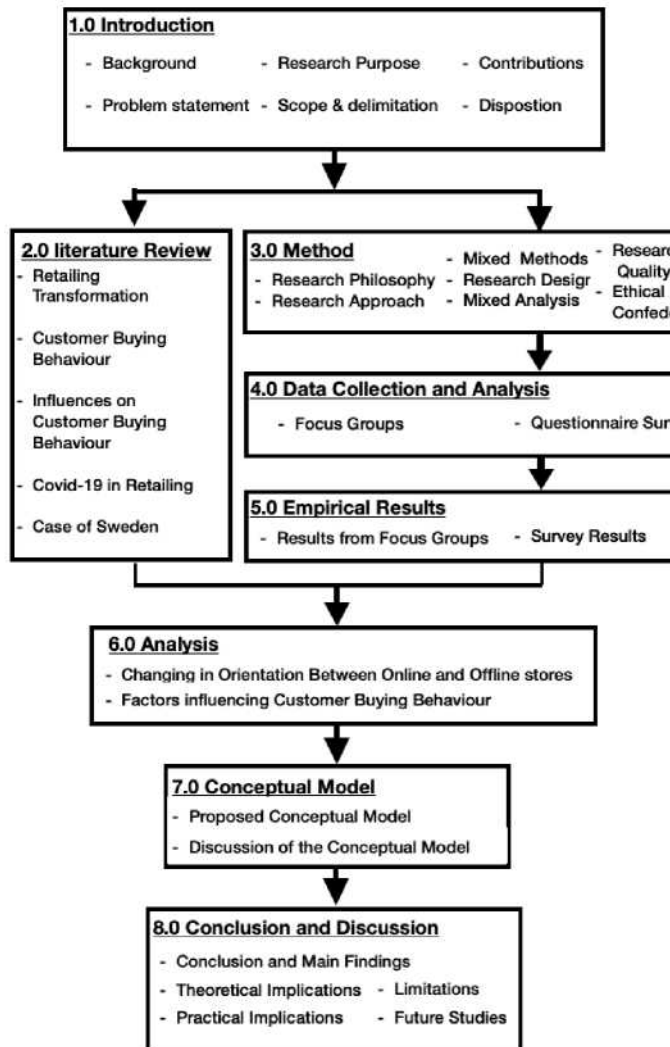 1.0 Introduction
- Background - Research Purpose - Contributions
- Problem statement - Scope & delimitation - Dispostion
2.0 literature Review
- Retailing
Transformation
- Customer Buying
Behaviour
- Influences on
Customer Buying
Behaviour
- Covid-19 in Retailing
- Case of Sweden
3.0 Method
- Research Philosophy
- Research Approach
- Mixed Methods
- Research
- Mixed Analysis
Quality
- Ethical
4.0 Data Collection and Analysis
- Focus Groups - Questionnaire
5.0 Empirical Results
- Results from Focus Groups - Survey Results
6.0 Analysis
- Changing in Orientation Between Online and Offline stores
- Factors influencing Customer Buying Behaviour
7.0 Conceptual Model
- Proposed Conceptual Model
- Discussion of the Conceptual Model
8.0 Conclusion and Discussion
- Conclusion and Main Findings
- Theoretical Implications - Limitations
- Practical Implications - Future Studies